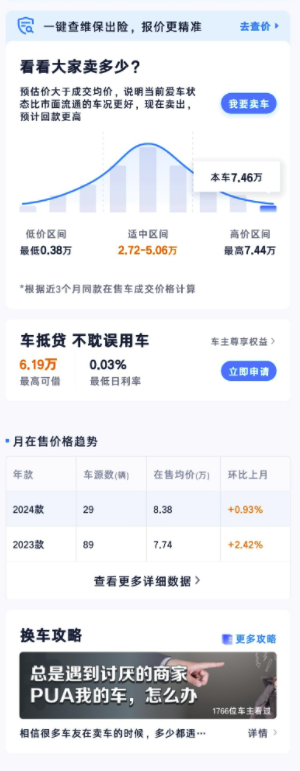 一键查维保出险，报价更精准 去查价
看看大家卖多少？
预估价大于成交均价，说明当前爱车状
态比市面流通的车况更好，现在卖出，
预计回款更高
我要卖车
本车7.46万
低价区间 适中区间 高价区间
最低0.38万 2.72-5.06万 最高7.44万
*根据近3个月同款在售车成交价格计算
车抵贷 不耽误用车 车主尊享权益
6.19万 0.03%
最高可借 最低日利率
立即申请
月在售价格趋势
年款 车源数(辆) 在售均价(万) 环比上月
2024款 29 8.38 +0.93%
2023款 89 7.74 +2.42%
查看更多详细数据
换车攻略 更多攻略
总是遇到讨厌的商家
PUA我的车，怎么办
1766位车主看过
相信很多车友在卖车的时候，多少都遇… 详情